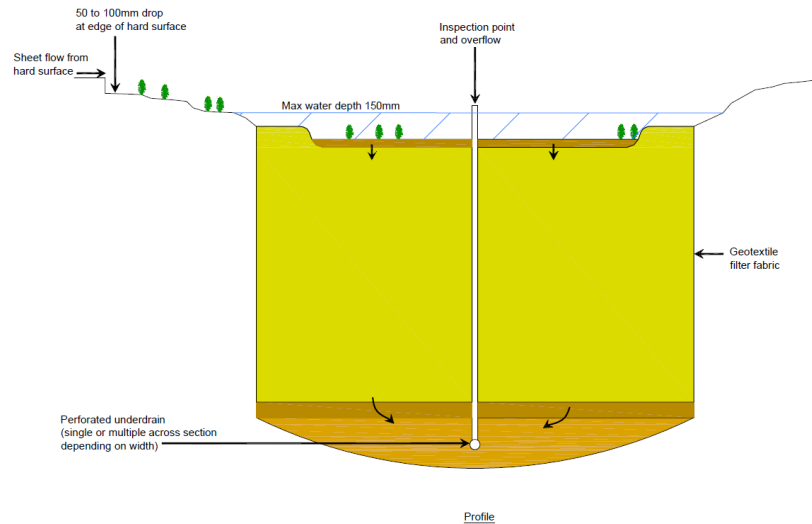 50 to 100mm drop
at edge of hard surface
Sheet flow from
hard surface
Inspection point
and overflow
Max water depth 150mm
Geotextile
filter fabric
Perforated underdrain
(single or multiple across section
depending on width)
Profile